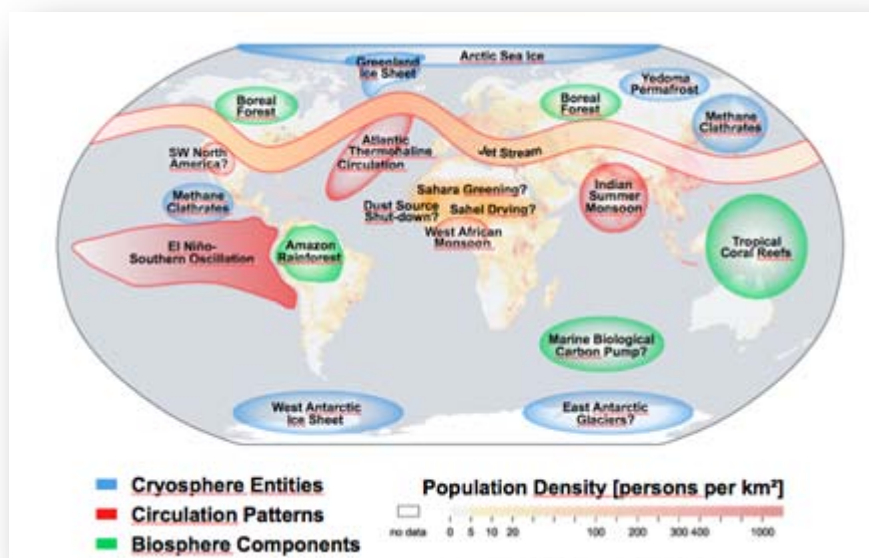 Arctic Sea Ice
Greenland
Ice Sheet
Yedoma
Permafrost
Boreal
Forest
Boreal
Forest
Methane
Clathrates
SW North
America?
Atlantic
Thermohaline
Circulation
Jet Stream
Indian
Summer
Monsoon
Methane
Clathrates
Sahara Greening?
Dust Source
Shut-down?
Sahel Drying?
West African
Monsoon
El Niño-
Southern Oscillation
Amazon
Rainforest
Tropical
Coral Reefs
Marine Biological
Carbon Pump?
West Antarctic
Ice Sheet
East Antarctic
Glaciers?
Cryosphere Entities
Circulation Patterns
Biosphere Components
Population Density [persons per km²]
no data
0 5 10 20 100 200 300 400 1000